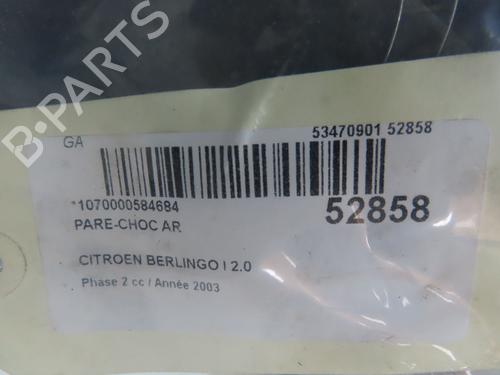 B-PARTS
GA
53470901 52858
*1070000584684
52858
PARE-CHOC AR
CITROEN BERLINGO I 2.0
Phase 2 cc / Année 2003